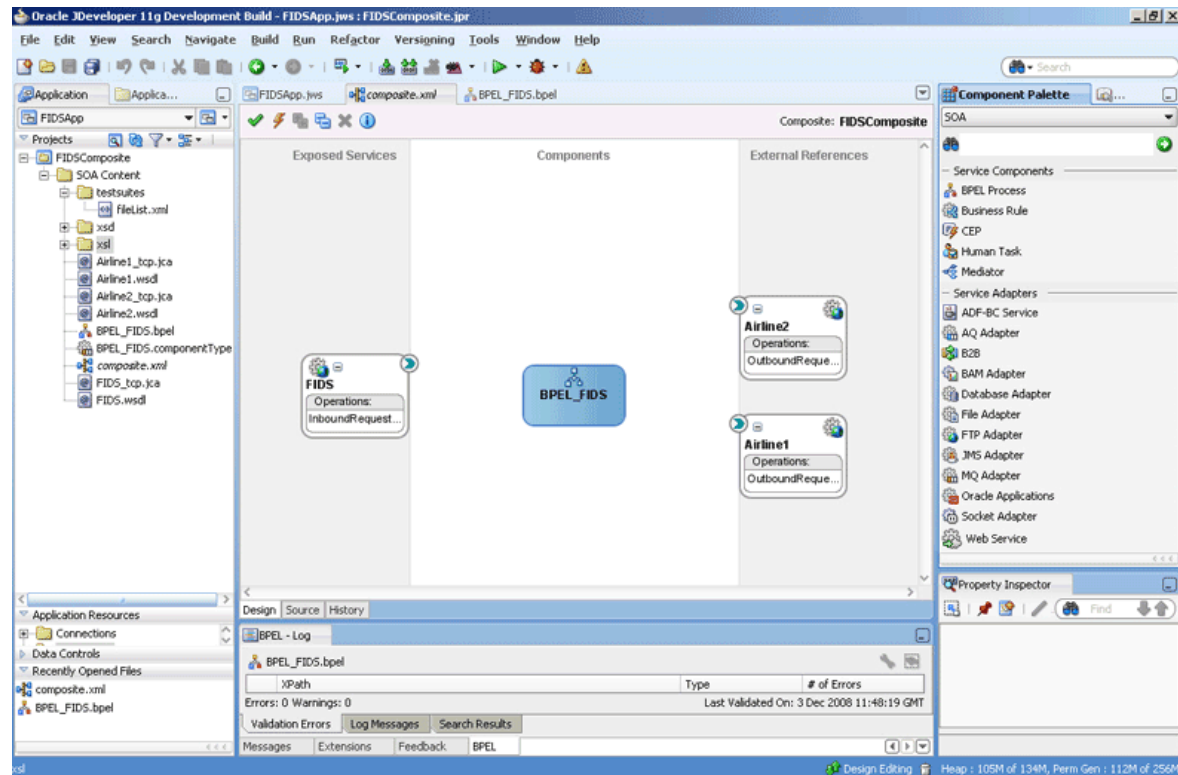 Oracle JDeveloper 11g Development Build - FIDSApp.jws : FIDSComposite.jpr
File Edit View Search Navigate Build Run Refactor Versioning Tools Window Help
Search
Application Applica...
FIDSApp
Projects
FIDSComposite
SOA Content
testsuites
fileList.xml
xsd
xsl
Airline1_tcp.jca
Airline1.wsdl
Airline2_tcp.jca
Airline2.wsdl
BPEL_FIDS.bpel
BPEL_FIDS.componentType
composite.xml
FIDS_tcp.jca
FIDS.wsdl
Application Resources
Connections
Data Controls
Recently Opened Files
composite.xml
BPEL_FIDS.bpel
FIDSApp.jws composite.xml BPEL_FIDS.bpel
Composite: FIDSComposite
Exposed Services Components External References
FIDS
Operations:
InboundRequest...
BPEL_FIDS
Airline2
Operations:
OutboundReque...
Airline1
Operations:
OutboundReque...
Design Source History
BPEL - Log
BPEL_FIDS.bpel
XPath Type # of Errors
Errors: 0 Warnings: 0 Last Validated On: 3 Dec 2008 11:48:19 GMT
Validation Errors Log Messages Search Results
Messages Extensions Feedback BPEL
Component Palette
SOA
Service Components
BPEL Process
Business Rule
CEP
Human Task
Mediator
Service Adapters
ADF-BC Service
AQ Adapter
B2B
BAM Adapter
Database Adapter
File Adapter
FTP Adapter
JMS Adapter
MQ Adapter
Oracle Applications
Socket Adapter
Web Service
Property Inspector
Find
xsl Design Editing Heap : 105M of 134M, Perm Gen : 112M of 256M